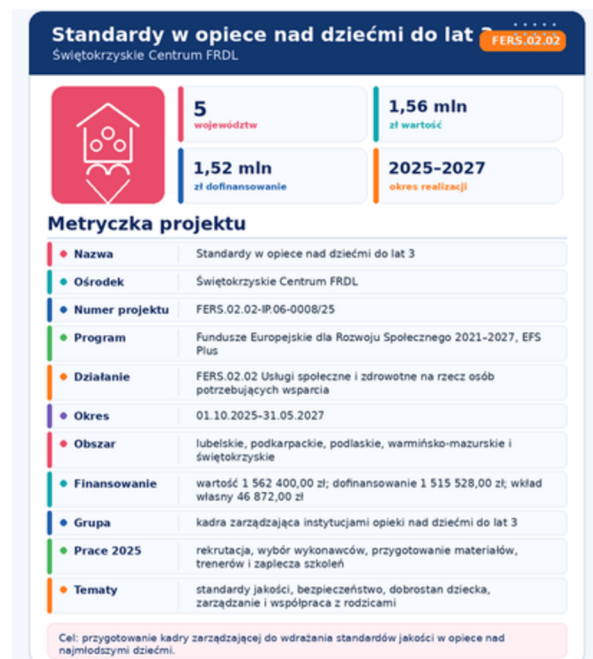 Standardy w opiece nad dziećmi do lat 3
FERS.02.02
Świętokrzyskie Centrum FRDL
5
województw
1,56 mln
zł wartość
1,52 mln
zł dofinansowanie
2025–2027
okres realizacji
Metryczka projektu
Nazwa
Standardy w opiece nad dziećmi do lat 3
Ośrodek
Świętokrzyskie Centrum FRDL
Numer projektu
FERS.02.02-IP.06-0008/25
Program
Fundusze Europejskie dla Rozwoju Społecznego 2021–2027, EFS
Plus
Działanie
FERS.02.02 Usługi społeczne i zdrowotne na rzecz osób
potrzebujących wsparcia
Okres
01.10.2025–31.05.2027
Obszar
lubelskie, podkarpackie, podlaskie, warmińsko-mazurskie i
świętokrzyskie
Finansowanie
wartość 1 562 400,00 zł; dofinansowanie 1 515 528,00 zł; wkład
własny 46 872,00 zł
Grupa
kadra zarządzająca instytucjami opieki nad dziećmi do lat 3
Prace 2025
rekrutacja, wybór wykonawców, przygotowanie materiałów,
trenerów i zaplecza szkoleń
Tematy
standardy jakości, bezpieczeństwo, dobrostan dziecka,
zarządzanie i współpraca z rodzicami
Cel: przygotowanie kadry zarządzającej do wdrażania standardów jakości w opiece nad
najmłodszymi dziećmi.